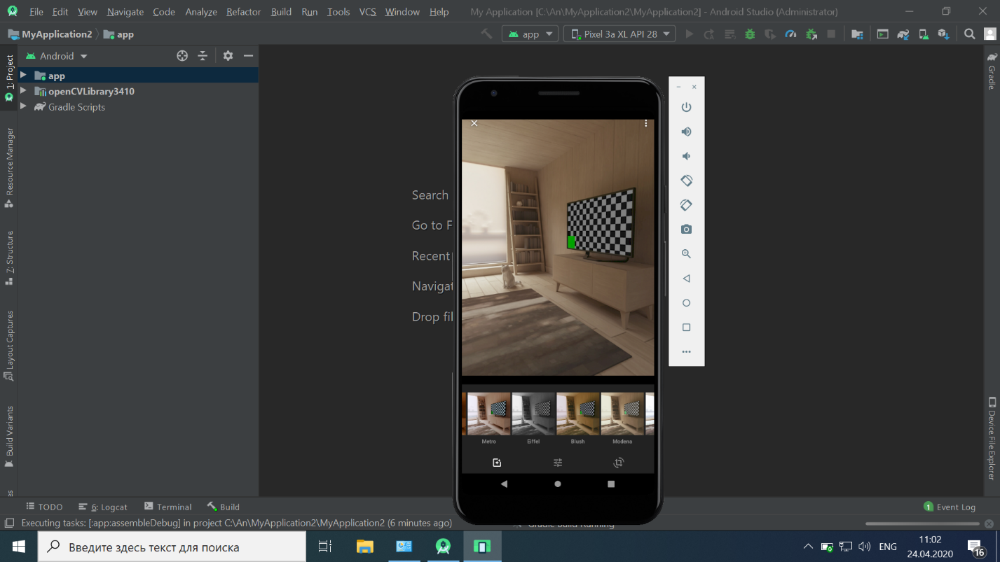 File Edit View Navigate Code Analyze Refactor Build Run Tools VCS Window Help My Application [C:\An\MyApplication2\MyApplication2] - Android Studio (Administrator)
MyApplication2 app
app Pixel 3a XL API 28
Android
app
openCVLibrary3410
Gradle Scripts
1: Project
Resource Manager
7: Structure
Layout Captures
Build Variants
Gradle
Device File Explorer
Search
Go to F
Recent
Navigat
Drop fil
Metro Eiffel Blush Modena
TODO 6: Logcat Terminal Build 1 Event Log
Executing tasks: [:app:assembleDebug] in project C:\An\MyApplication2\MyApplication2 (6 minutes ago) Gradle Build Running
Введите здесь текст для поиска
ENG
11:02
24.04.2020
16